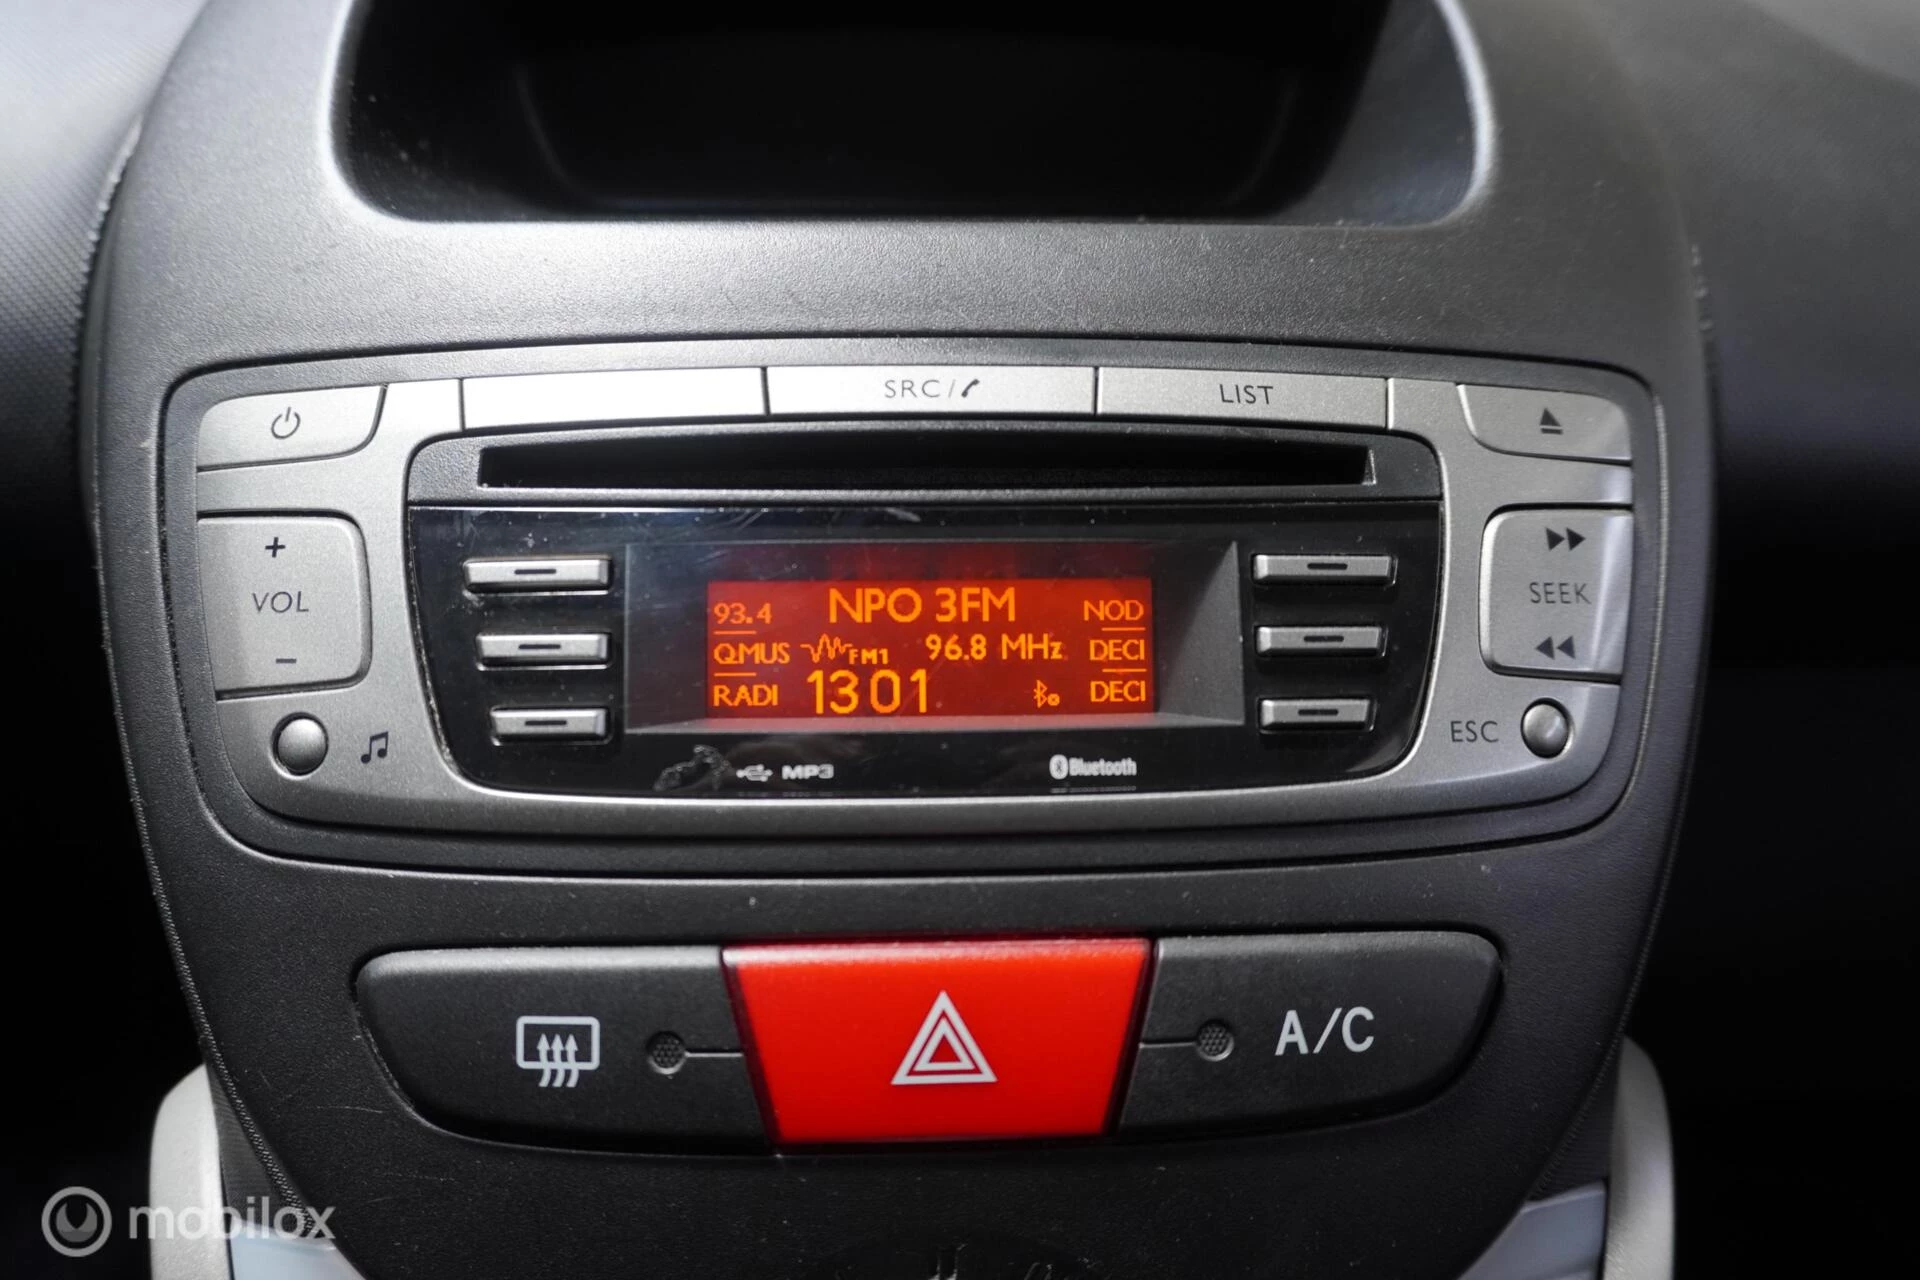 SRC/
LIST
+
VOL
−
SEEK
ESC
93.4 NPO 3FM NOD
QMUS FM1 96.8 MHz DECI
RADI 1301 DECI
MP3
Bluetooth
A/C
mobilox